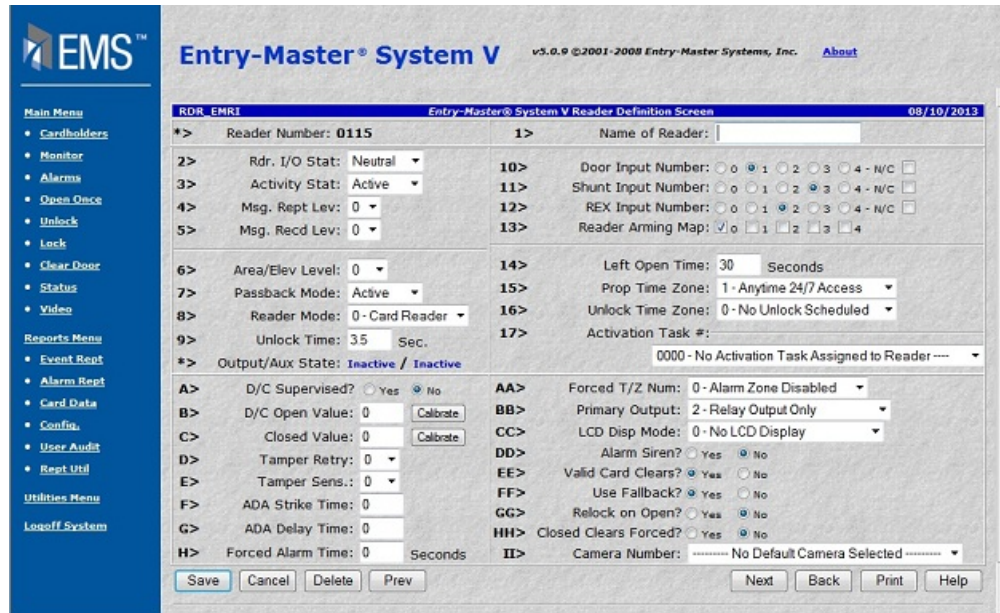 EMS™
Entry-Master® System V
v5.0.9 ©2001-2008 Entry-Master Systems, Inc. About
Main Menu
Cardholders
Monitor
Alarms
Open Once
Unlock
Lock
Clear Door
Status
Video
Reports Menu
Event Rept
Alarm Rept
Card Data
Config.
User Audit
Rept Util
Utilities Menu
Logoff System
RDR_EMRI Entry-Master® System V Reader Definition Screen 08/10/2013
*> Reader Number: 0115 1> Name of Reader:
2> Rdr. I/O Stat: Neutral
3> Activity Stat: Active
4> Msg. Rept Lev: 0
5> Msg. Recd Lev: 0
10> Door Input Number: 0 1 2 3 4 - N/C
11> Shunt Input Number: 0 1 2 3 4 - N/C
12> REX Input Number: 0 1 2 3 4 - N/C
13> Reader Arming Map: 0 1 2 3 4
6> Area/Elev Level: 0
7> Passback Mode: Active
8> Reader Mode: 0 - Card Reader
9> Unlock Time: 3.5 Sec.
*> Output/Aux State: Inactive / Inactive
14> Left Open Time: 30 Seconds
15> Prop Time Zone: 1 - Anytime 24/7 Access
16> Unlock Time Zone: 0 - No Unlock Scheduled
17> Activation Task #:
0000 - No Activation Task Assigned to Reader ----
A> D/C Supervised? Yes No
B> D/C Open Value: 0 Calibrate
C> Closed Value: 0 Calibrate
D> Tamper Retry: 0
E> Tamper Sens.: 0
F> ADA Strike Time: 0
G> ADA Delay Time: 0
H> Forced Alarm Time: 0 Seconds
AA> Forced T/Z Num: 0 - Alarm Zone Disabled
BB> Primary Output: 2 - Relay Output Only
CC> LCD Disp Mode: 0 - No LCD Display
DD> Alarm Siren? Yes No
EE> Valid Card Clears? Yes No
FF> Use Fallback? Yes No
GG> Relock on Open? Yes No
HH> Closed Clears Forced? Yes No
II> Camera Number: --------- No Default Camera Selected ---------
Save Cancel Delete Prev Next Back Print Help